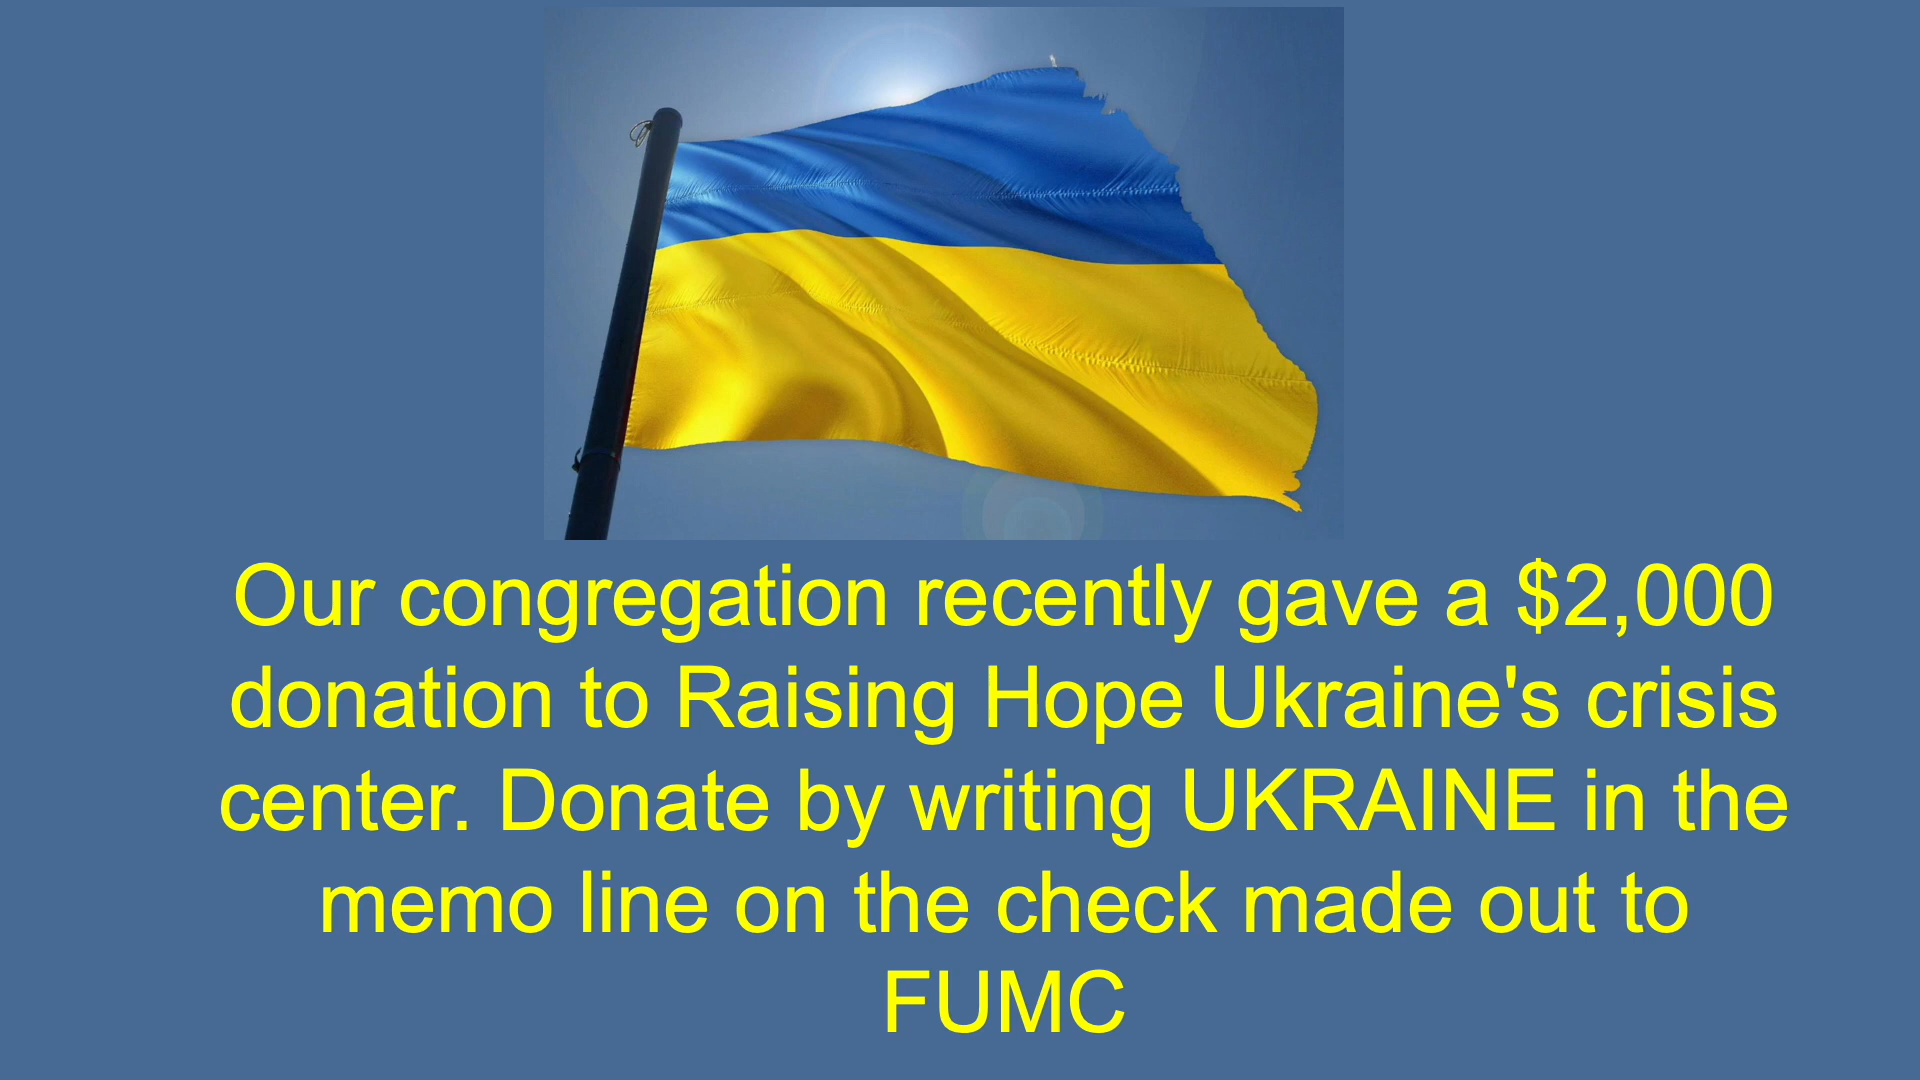 Our congregation recently gave a $2,000
donation to Raising Hope Ukraine's crisis
center. Donate by writing UKRAINE in the
memo line on the check made out to
FUMC